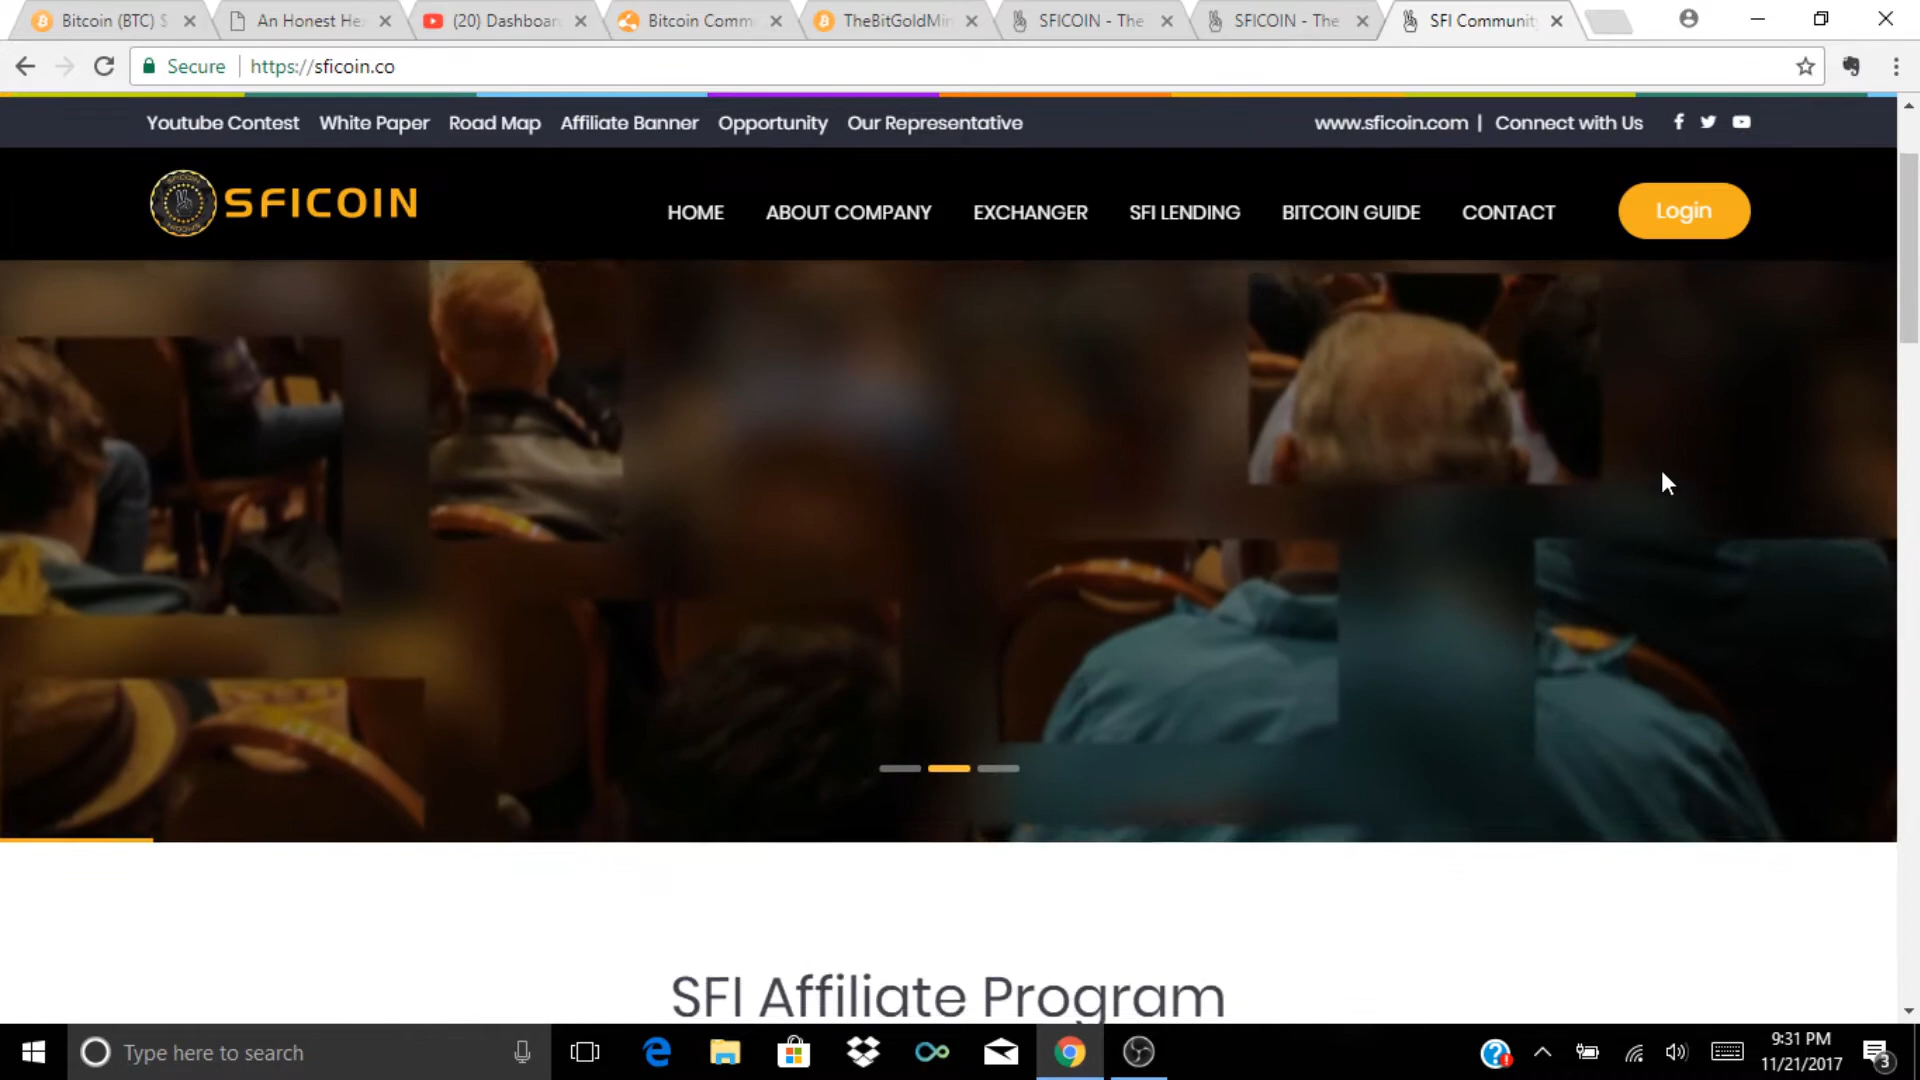 Bitcoin (BTC) $
An Honest He
(20) Dashboar
Bitcoin Comm
TheBitGoldMin
SFICOIN - The
SFICOIN - The
SFI Communit
Secure
https://sficoin.co
Youtube Contest
White Paper
Road Map
Affiliate Banner
Opportunity
Our Representative
www.sficoin.com | Connect with Us
SFICOIN
HOME
ABOUT COMPANY
EXCHANGER
SFI LENDING
BITCOIN GUIDE
CONTACT
Login
SFI Affiliate Program
Type here to search
9:31 PM
11/21/2017
3